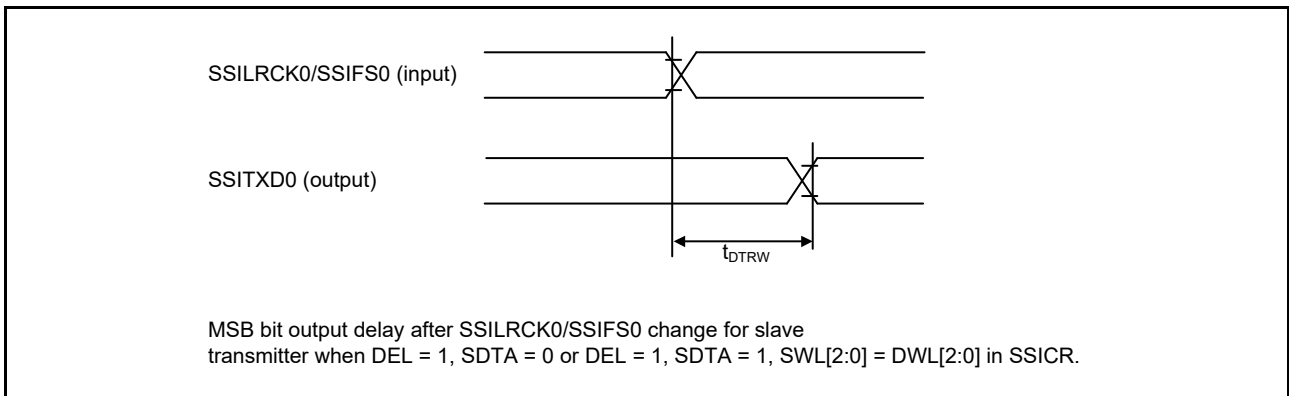 SSILRCK0/SSIFS0 (input)
SSITXD0 (output)
tDTRW
MSB bit output delay after SSILRCK0/SSIFS0 change for slave
transmitter when DEL = 1, SDTA = 0 or DEL = 1, SDTA = 1, SWL[2:0] = DWL[2:0] in SSICR.